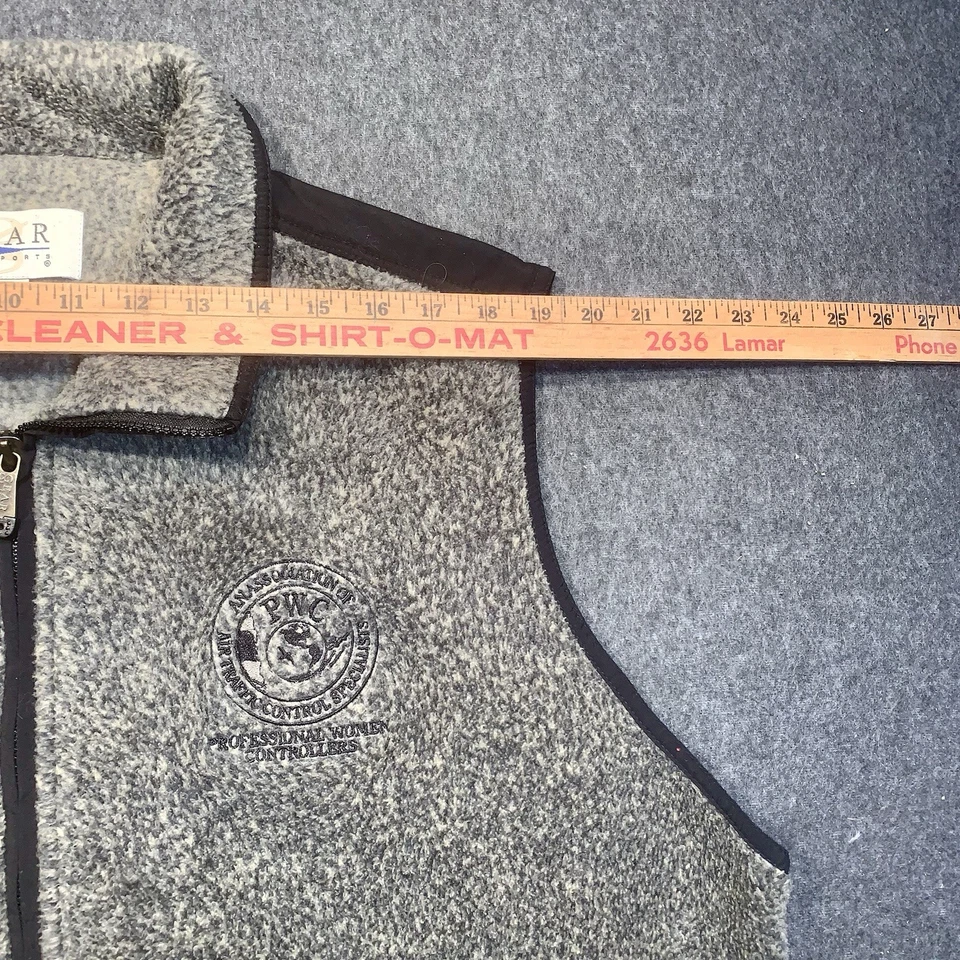 AR
PORTS ®
10 11 12 13 14 15 16 17 18 19 20 21 22 23 24 25 26 27
LEANER & SHIRT-O-MAT 2636 Lamar Phone
AN ASSOCIATION OF
PWC
AIR TRAFFIC CONTROL SPECIALISTS
PROFESSIONAL WOMEN
CONTROLLERS